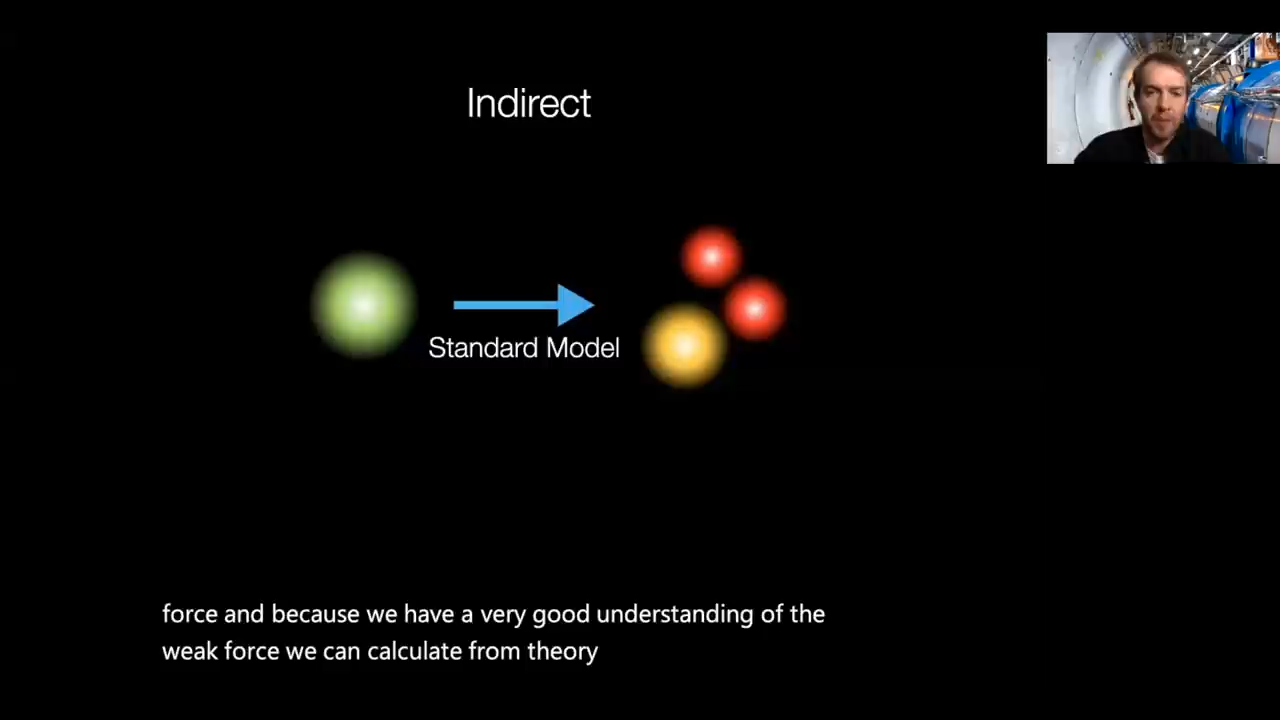 Indirect
Standard Model
force and because we have a very good understanding of the
weak force we can calculate from theory